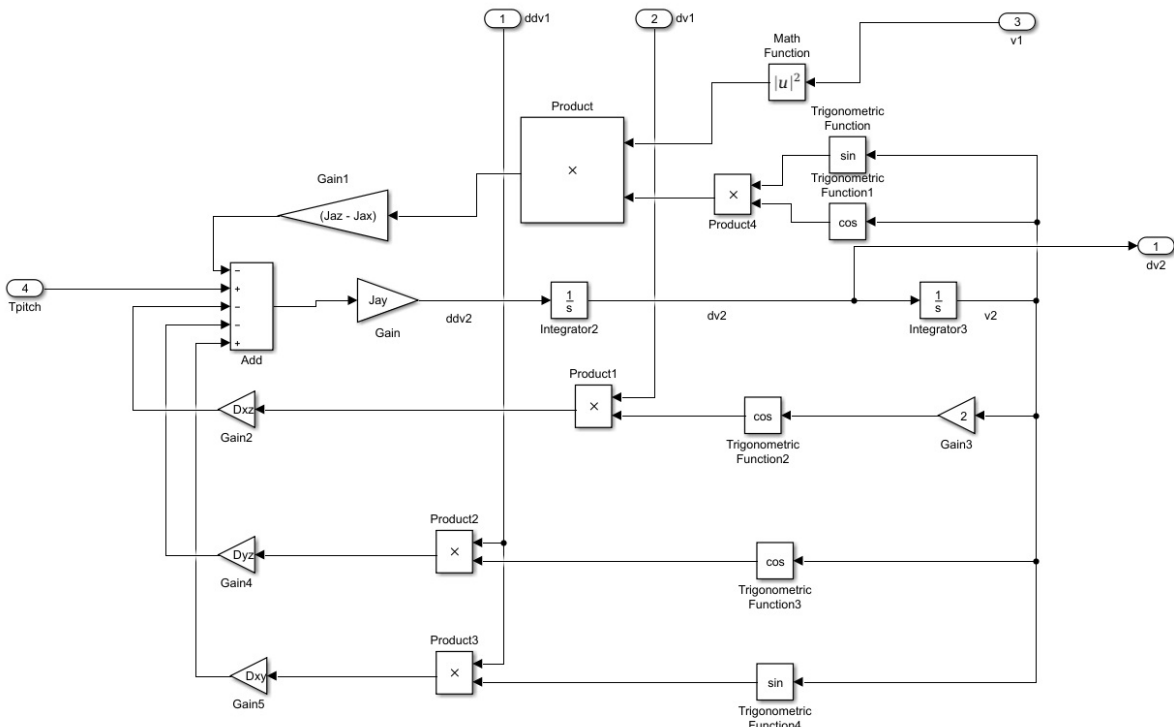 1
ddv1
2
dv1
3
v1
Math
Function
|u|²
Product
×
Trigonometric
Function
sin
Trigonometric
Function1
cos
×
Product4
Gain1
(Jaz - Jax)
1
dv2
4
Tpitch
−
+
−
−
+
Add
Jay
Gain
ddv2
1
s
Integrator2
dv2
1
s
Integrator3
v2
Product1
×
Dxz
Gain2
cos
Trigonometric
Function2
2
Gain3
Product2
×
Dyz
Gain4
cos
Trigonometric
Function3
Product3
×
Dxy
Gain5
sin
Trigonometric
Function4